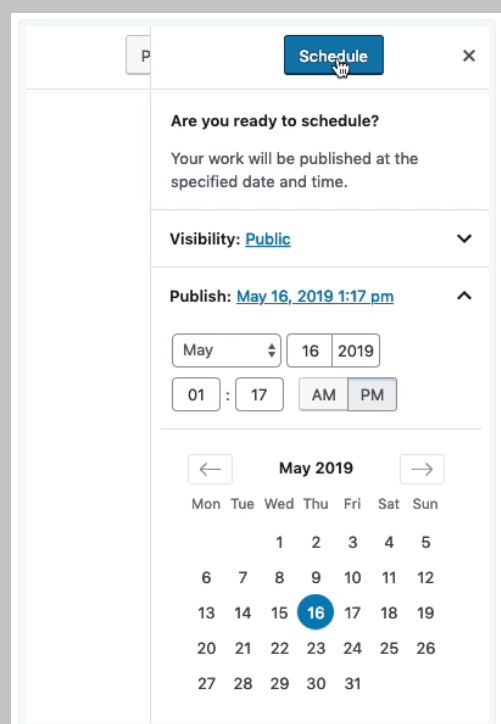 P
Schedule
Are you ready to schedule?
Your work will be published at the
specified date and time.
Visibility: Public
Publish: May 16, 2019 1:17 pm
May 16 2019
01 : 17 AM PM
May 2019
Mon Tue Wed Thu Fri Sat Sun
1 2 3 4 5
6 7 8 9 10 11 12
13 14 15 16 17 18 19
20 21 22 23 24 25 26
27 28 29 30 31